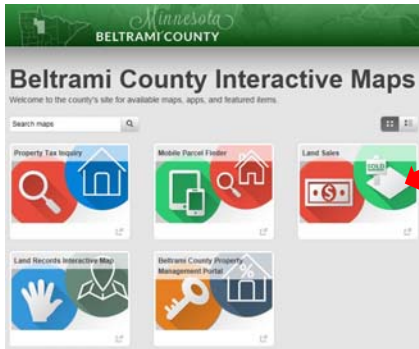 Minnesota
BELTRAMI COUNTY
Beltrami County Interactive Maps
Welcome to the county's site for available maps, apps, and featured items.
Search maps
Property Tax Inquiry
Mobile Parcel Finder
Land Sales
SOLD
$
Land Records Interactive Map
Beltrami County Property
Management Portal
%